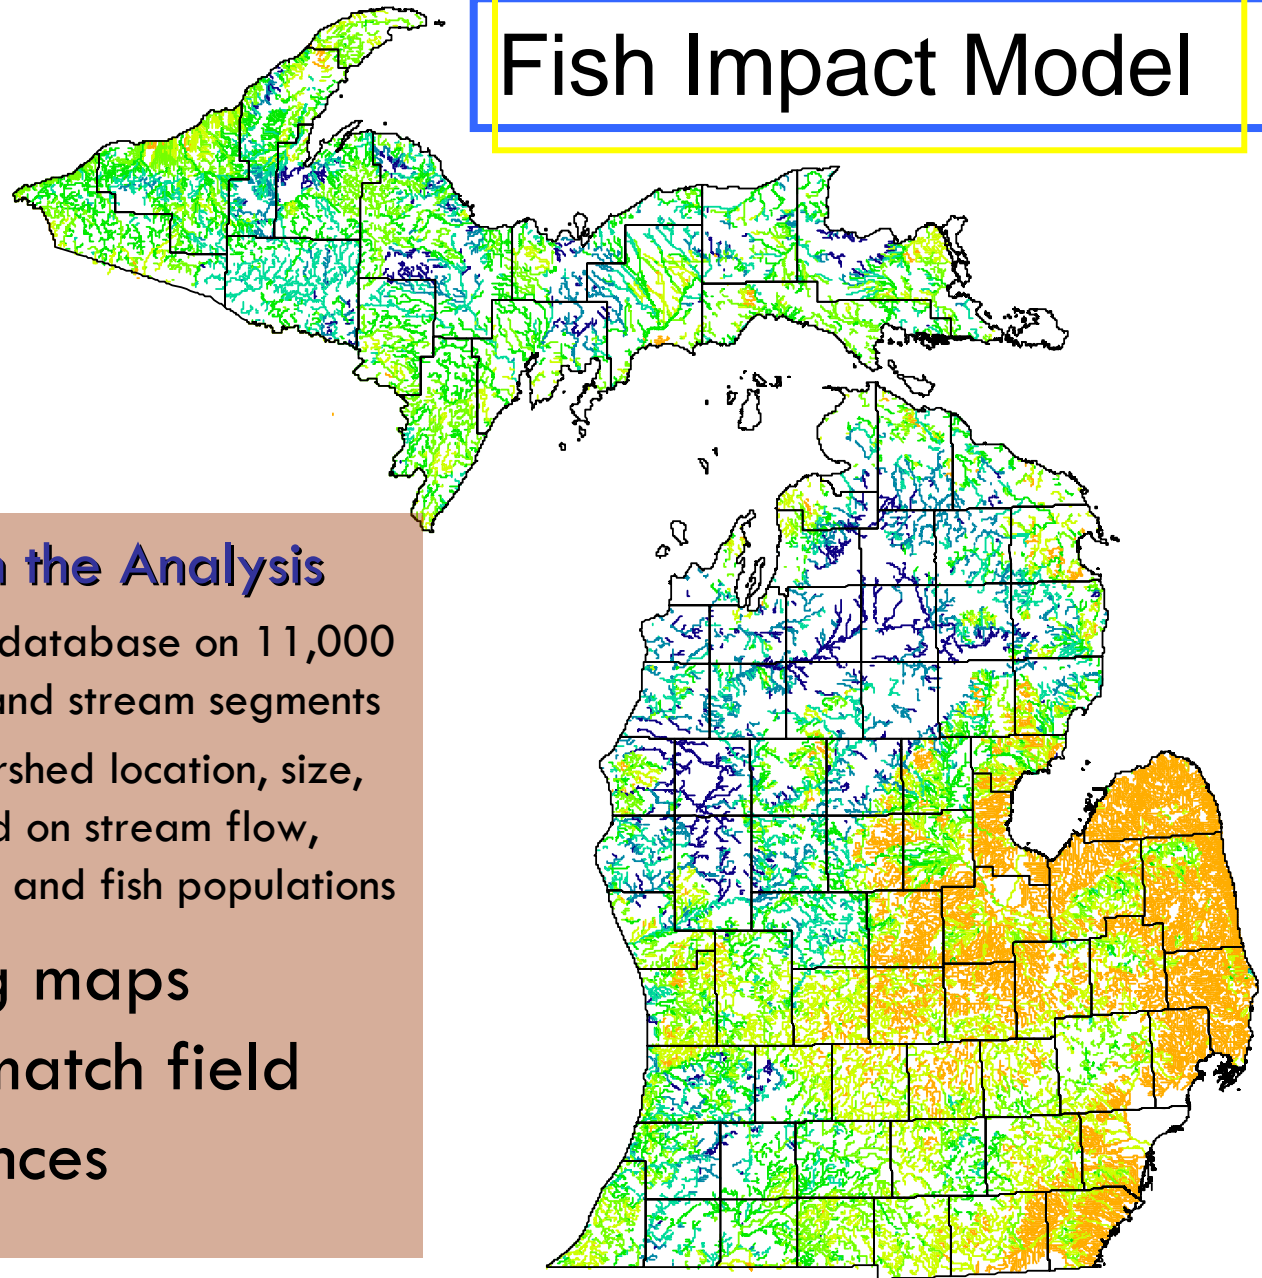 Fish Impact Model
the Analysis
database on 11,000
and stream segments
rshed location, size,
d on stream flow,
and fish populations
g maps
match field
nces